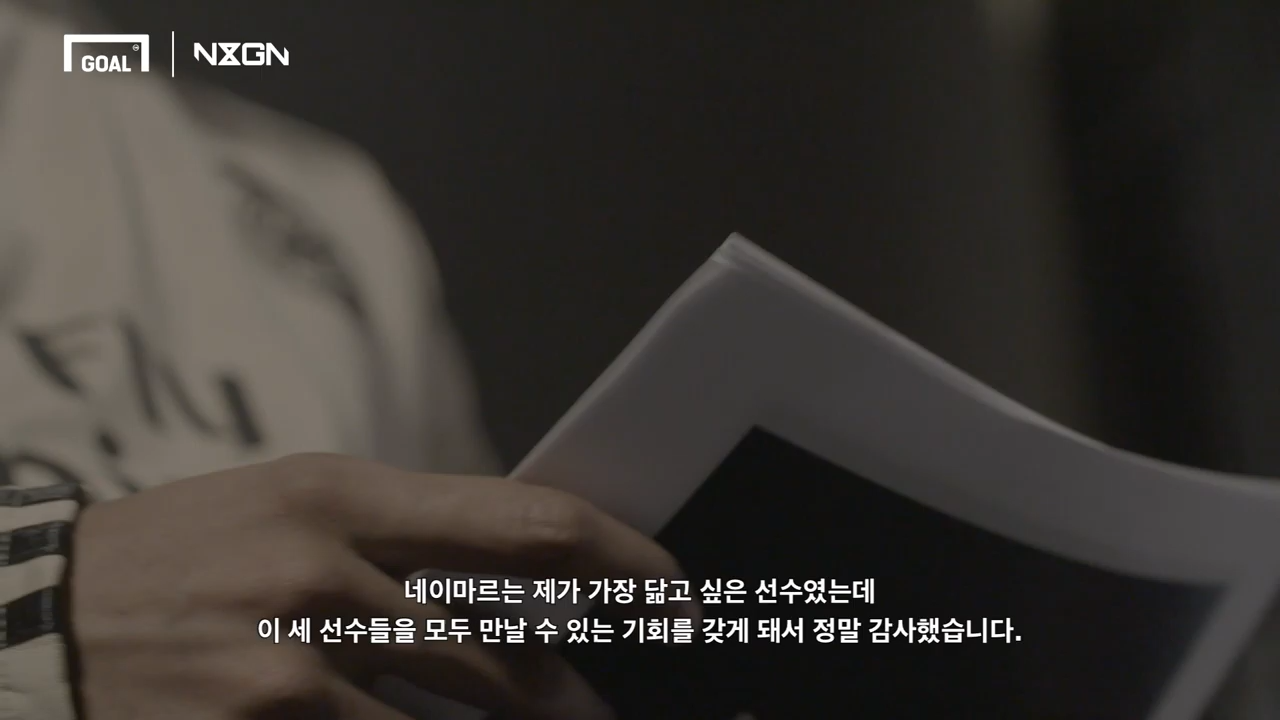 GOAL
NXGN
Fly
네이마르는 제가 가장 닮고 싶은 선수였는데
이 세 선수들을 모두 만날 수 있는 기회를 갖게 돼서 정말 감사했습니다.